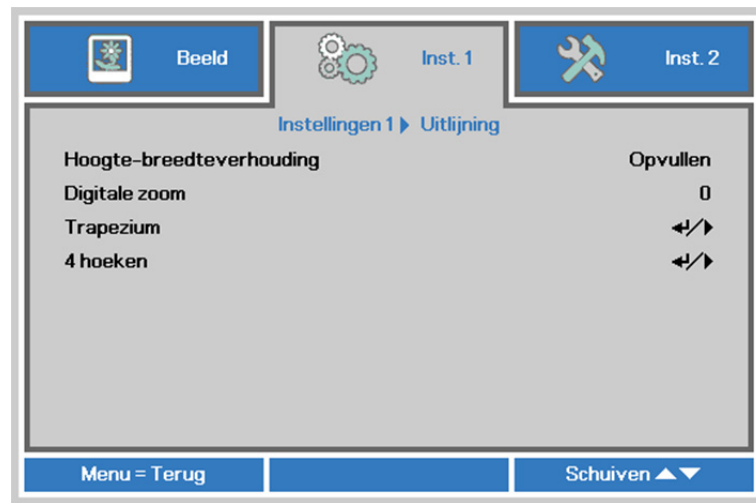 Beeld Inst. 1 Inst. 2
Instellingen 1 Uitlijning
Hoogte-breedteverhouding Opvullen
Digitale zoom 0
Trapezium ↵/▶
4 hoeken ↵/▶
Menu = Terug Schuiven ▲▼